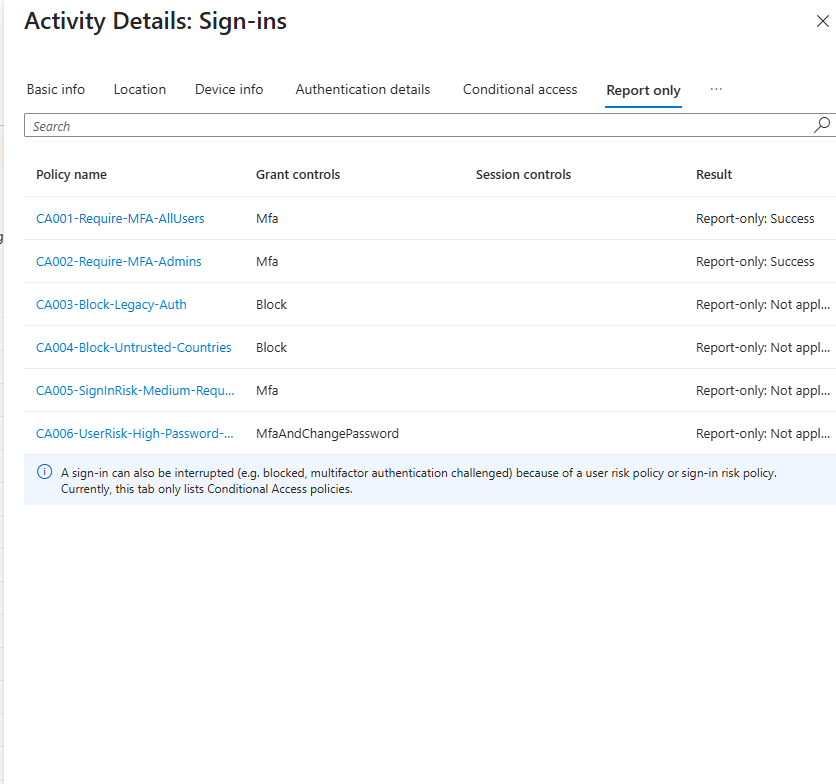 Activity Details: Sign-ins
Basic info Location Device info Authentication details Conditional access Report only ...
Search
Policy name Grant controls Session controls Result
CA001-Require-MFA-AllUsers Mfa Report-only: Success
CA002-Require-MFA-Admins Mfa Report-only: Success
CA003-Block-Legacy-Auth Block Report-only: Not appl...
CA004-Block-Untrusted-Countries Block Report-only: Not appl...
CA005-SignInRisk-Medium-Requ... Mfa Report-only: Not appl...
CA006-UserRisk-High-Password-... MfaAndChangePassword Report-only: Not appl...
A sign-in can also be interrupted (e.g. blocked, multifactor authentication challenged) because of a user risk policy or sign-in risk policy.
Currently, this tab only lists Conditional Access policies.